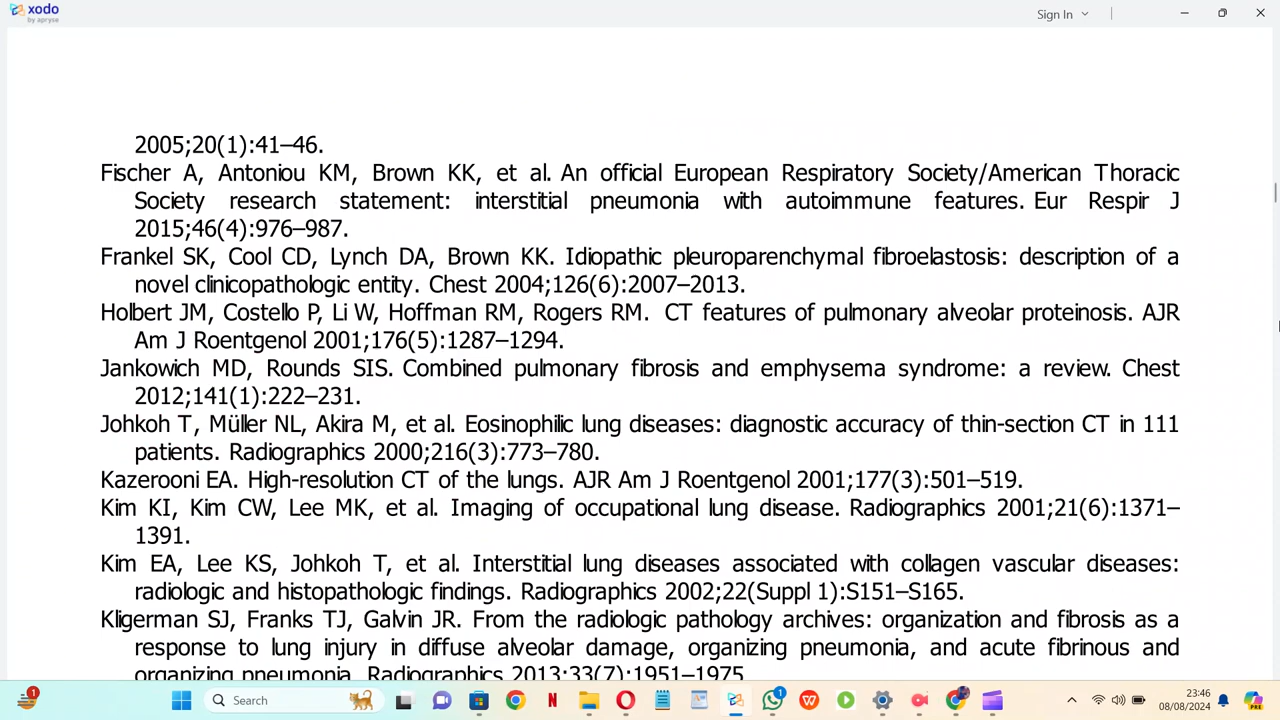 xodo
by apryse
Sign In
2005;20(1):41–46.
Fischer A, Antoniou KM, Brown KK, et al. An official European Respiratory Society/American Thoracic
Society research statement: interstitial pneumonia with autoimmune features. Eur Respir J
2015;46(4):976–987.
Frankel SK, Cool CD, Lynch DA, Brown KK. Idiopathic pleuroparenchymal fibroelastosis: description of a
novel clinicopathologic entity. Chest 2004;126(6):2007–2013.
Holbert JM, Costello P, Li W, Hoffman RM, Rogers RM. CT features of pulmonary alveolar proteinosis. AJR
Am J Roentgenol 2001;176(5):1287–1294.
Jankowich MD, Rounds SIS. Combined pulmonary fibrosis and emphysema syndrome: a review. Chest
2012;141(1):222–231.
Johkoh T, Müller NL, Akira M, et al. Eosinophilic lung diseases: diagnostic accuracy of thin-section CT in 111
patients. Radiographics 2000;216(3):773–780.
Kazerooni EA. High-resolution CT of the lungs. AJR Am J Roentgenol 2001;177(3):501–519.
Kim KI, Kim CW, Lee MK, et al. Imaging of occupational lung disease. Radiographics 2001;21(6):1371–
1391.
Kim EA, Lee KS, Johkoh T, et al. Interstitial lung diseases associated with collagen vascular diseases:
radiologic and histopathologic findings. Radiographics 2002;22(Suppl 1):S151–S165.
Kligerman SJ, Franks TJ, Galvin JR. From the radiologic pathology archives: organization and fibrosis as a
response to lung injury in diffuse alveolar damage, organizing pneumonia, and acute fibrinous and
organizing pneumonia. Radiographics 2013;33(7):1951–1975
1
Search
1
23:46
08/08/2024